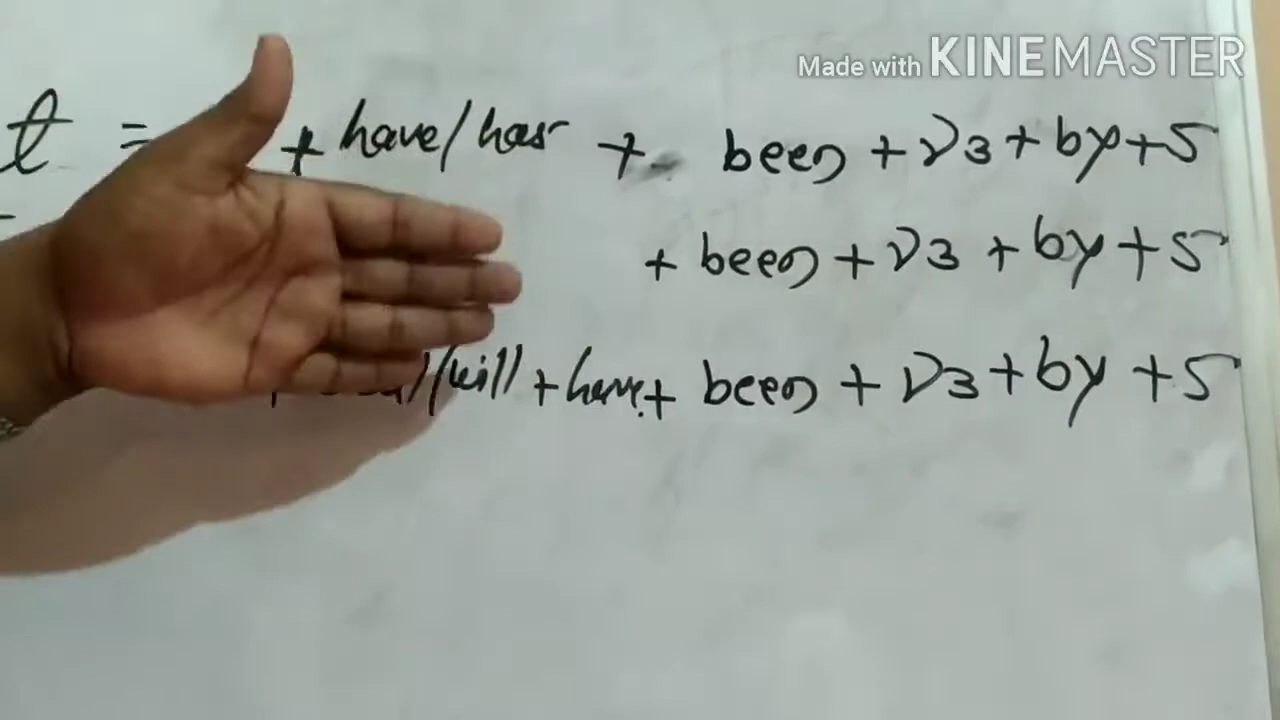 Made with KINEMASTER
t = + have/has + been + V3 + by + S
+ been + V3 + by + S
/will + have + been + V3 + by + S